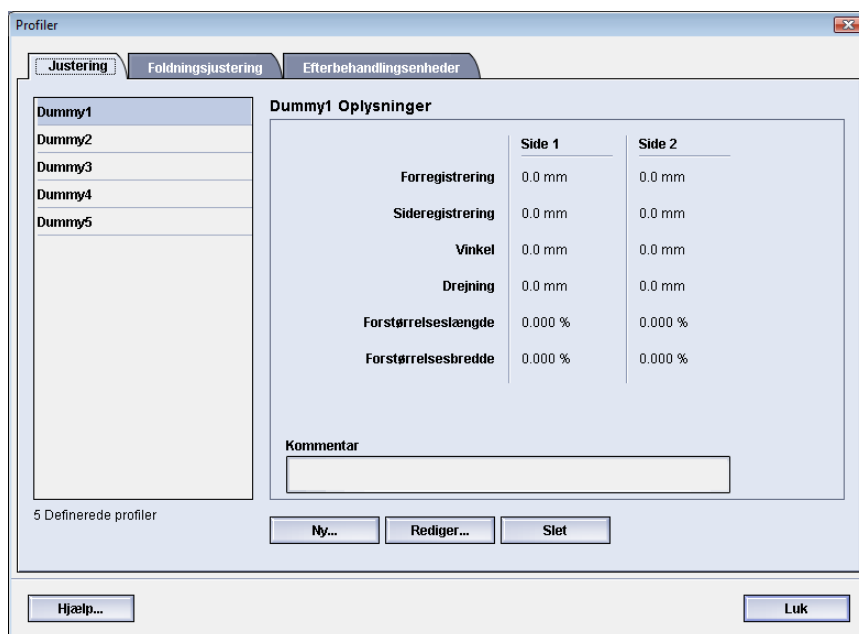 Profiler
Justering Foldningsjustering Efterbehandlingsenheder
Dummy1
Dummy2
Dummy3
Dummy4
Dummy5
5 Definerede profiler
Dummy1 Oplysninger
Side 1 Side 2
Forregistrering 0.0 mm 0.0 mm
Sideregistrering 0.0 mm 0.0 mm
Vinkel 0.0 mm 0.0 mm
Drejning 0.0 mm 0.0 mm
Forstørrelseslængde 0.000 % 0.000 %
Forstørrelsesbredde 0.000 % 0.000 %
Kommentar
Ny... Rediger... Slet
Hjælp... Luk